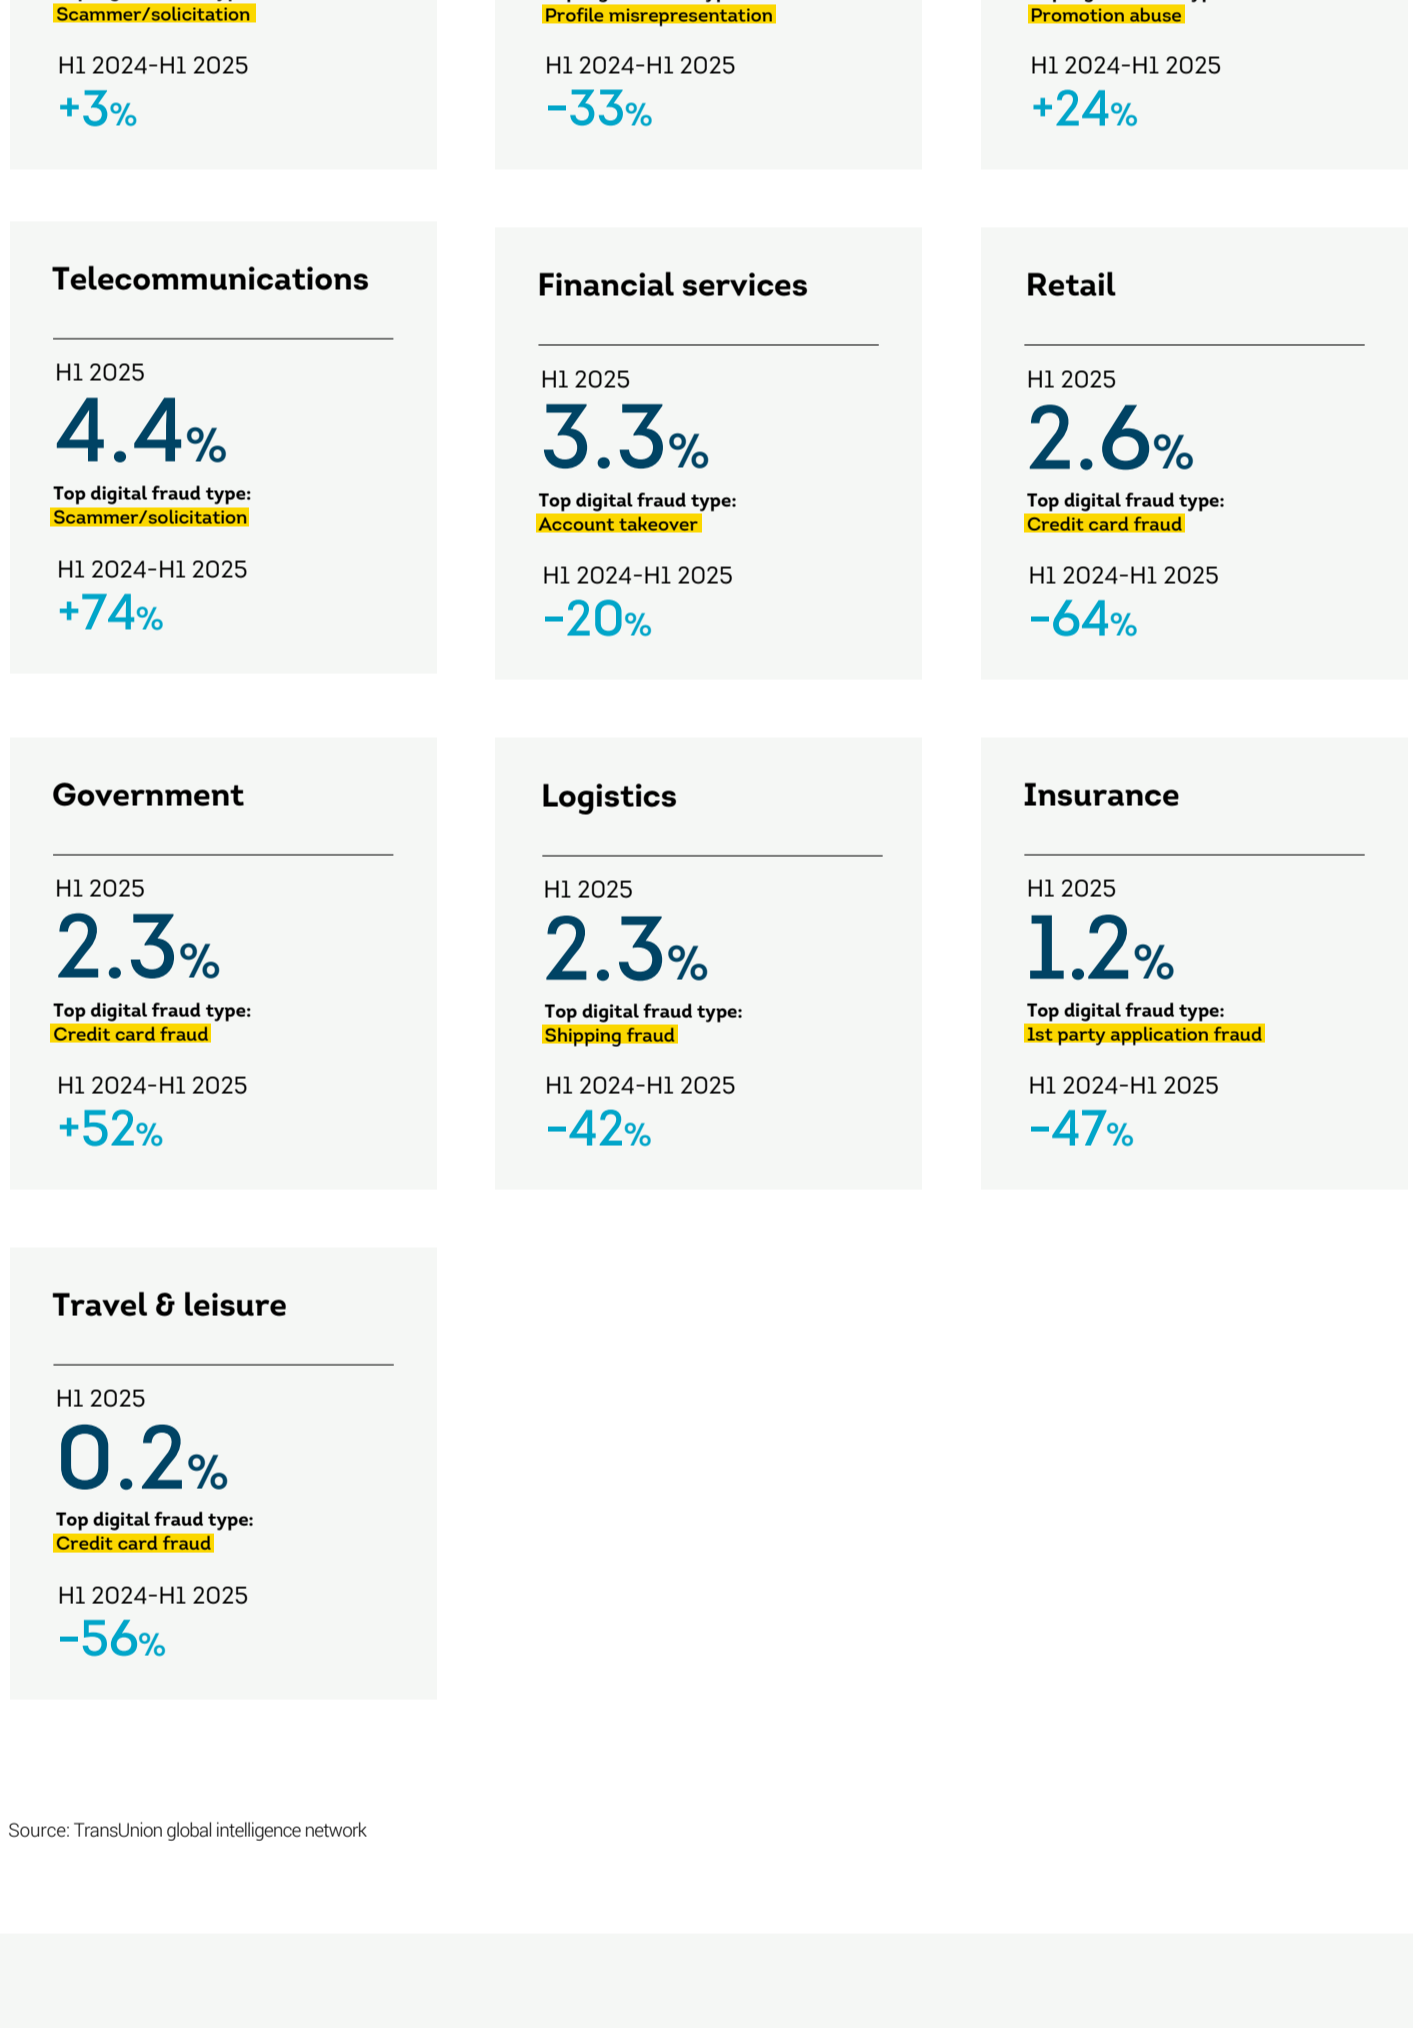 Scammer/solicitation
H1 2024-H1 2025
+3%
Profile misrepresentation
H1 2024-H1 2025
-33%
Promotion abuse
H1 2024-H1 2025
+24%
Telecommunications
H1 2025
4.4%
Top digital fraud type:
Scammer/solicitation
H1 2024-H1 2025
+74%
Financial services
H1 2025
3.3%
Top digital fraud type:
Account takeover
H1 2024-H1 2025
-20%
Retail
H1 2025
2.6%
Top digital fraud type:
Credit card fraud
H1 2024-H1 2025
-64%
Government
H1 2025
2.3%
Top digital fraud type:
Credit card fraud
H1 2024-H1 2025
+52%
Logistics
H1 2025
2.3%
Top digital fraud type:
Shipping fraud
H1 2024-H1 2025
-42%
Insurance
H1 2025
1.2%
Top digital fraud type:
1st party application fraud
H1 2024-H1 2025
-47%
Travel & leisure
H1 2025
0.2%
Top digital fraud type:
Credit card fraud
H1 2024-H1 2025
-56%
Source: TransUnion global intelligence network